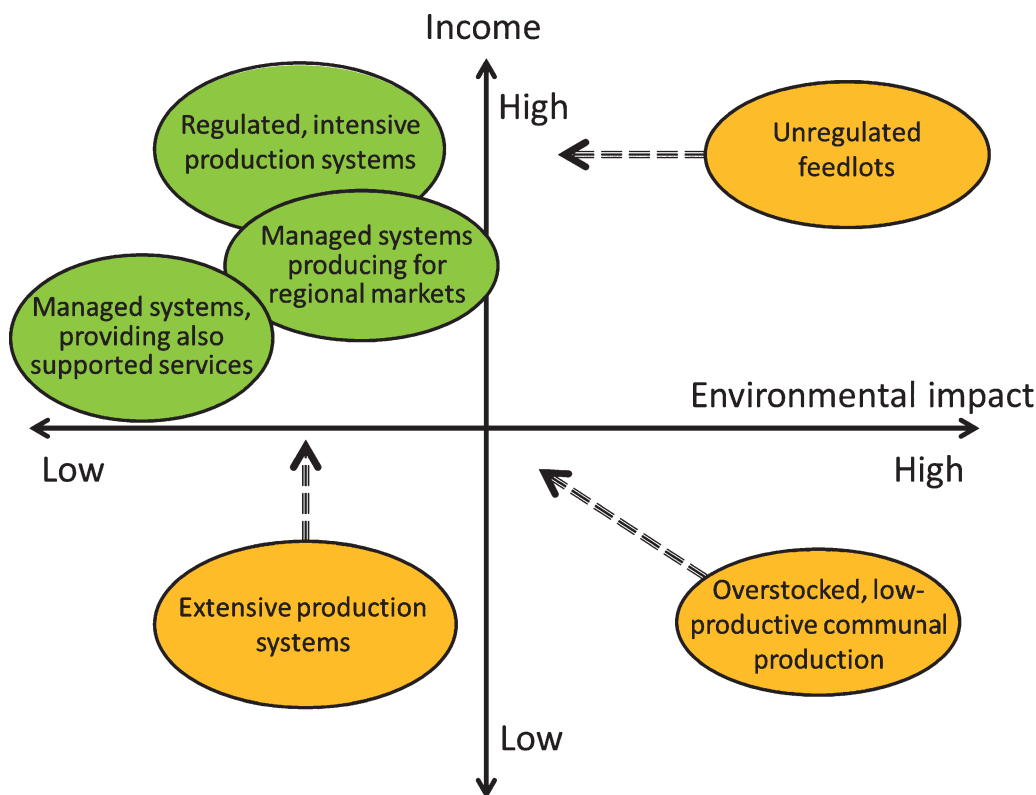 Income
High
Regulated, intensive
production systems
Unregulated
feedlots
Managed systems
producing for
regional markets
Managed systems,
providing also
supported services
Environmental impact
Low
High
Extensive production
systems
Overstocked, low-
productive communal
production
Low